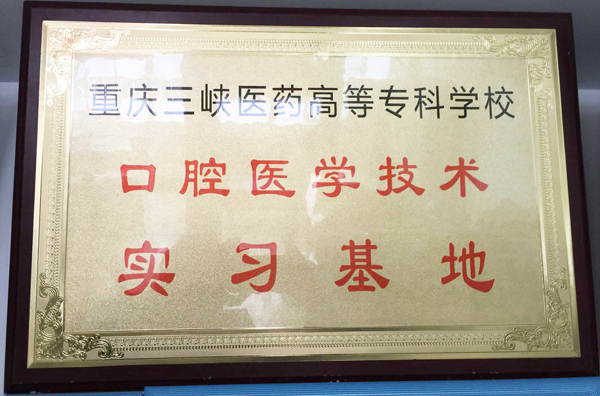 重庆三峡医药高等专科学校
口腔医学技术
实习基地